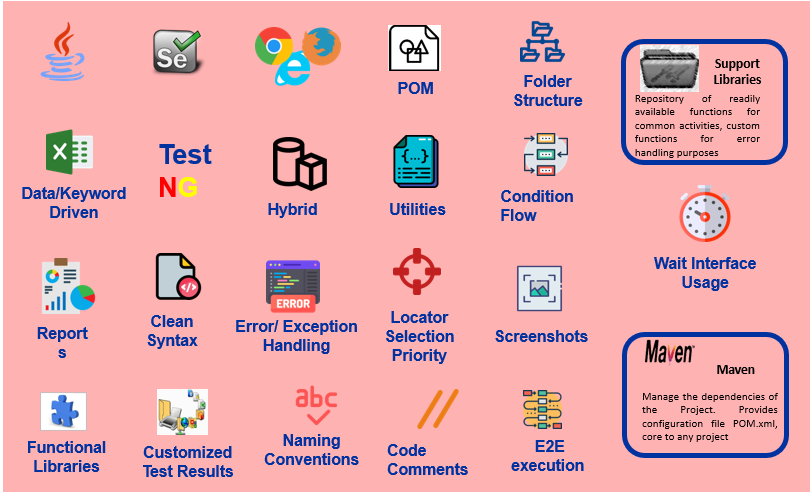 Se
POM
Folder
Structure
Support
Libraries
Repository of readily
available functions for
common activities, custom
functions for error
handling purposes
X
Data/Keyword
Driven
Test
NG
Hybrid
{...}
Utilities
Condition
Flow
Wait Interface
Usage
Report
s
</>
Clean
Syntax
ERROR
Error/ Exception
Handling
Locator
Selection
Priority
Screenshots
Maven™
Maven
Manage the dependencies of
the Project. Provides
configuration file POM.xml,
core to any project
Functional
Libraries
Customized
Test Results
abc
Naming
Conventions
//
Code
Comments
E2E
execution